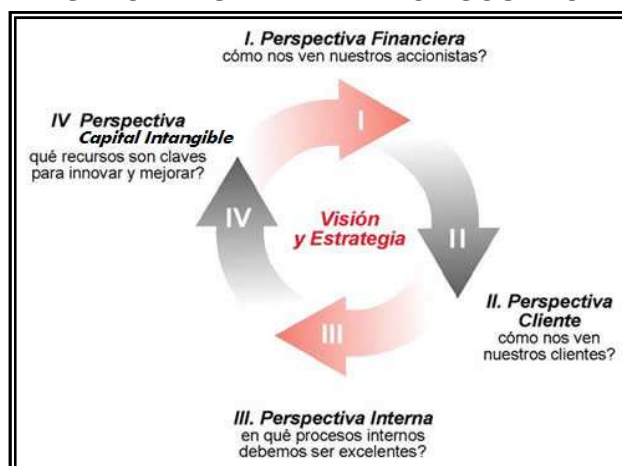 I. Perspectiva Financiera
cómo nos ven nuestros accionistas?
I
IV Perspectiva
Capital Intangible
qué recursos son claves
para innovar y mejorar?
IV
Visión
y Estrategia
II
II. Perspectiva
Cliente
cómo nos ven
nuestros clientes?
III
III. Perspectiva Interna
en qué procesos internos
debemos ser excelentes?